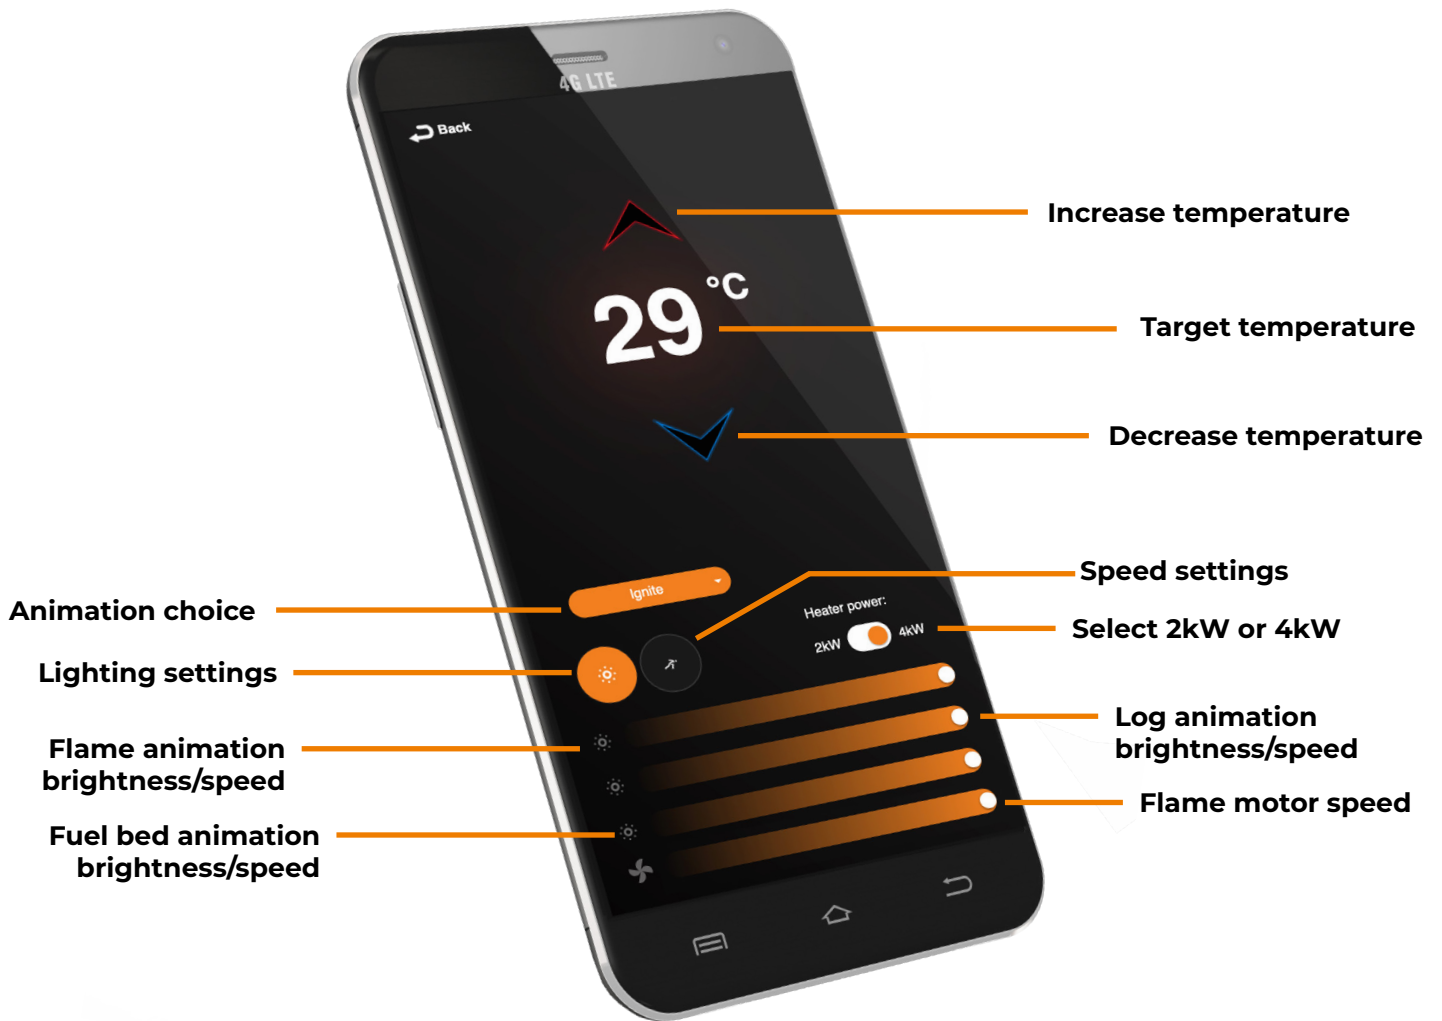 4G LTE
Back
Increase temperature
29 °C
Target temperature
Decrease temperature
Speed settings
Ignite
Animation choice
Heater power:
2kW 4kW
Select 2kW or 4kW
Lighting settings
Log animation
brightness/speed
Flame animation
brightness/speed
Flame motor speed
Fuel bed animation
brightness/speed